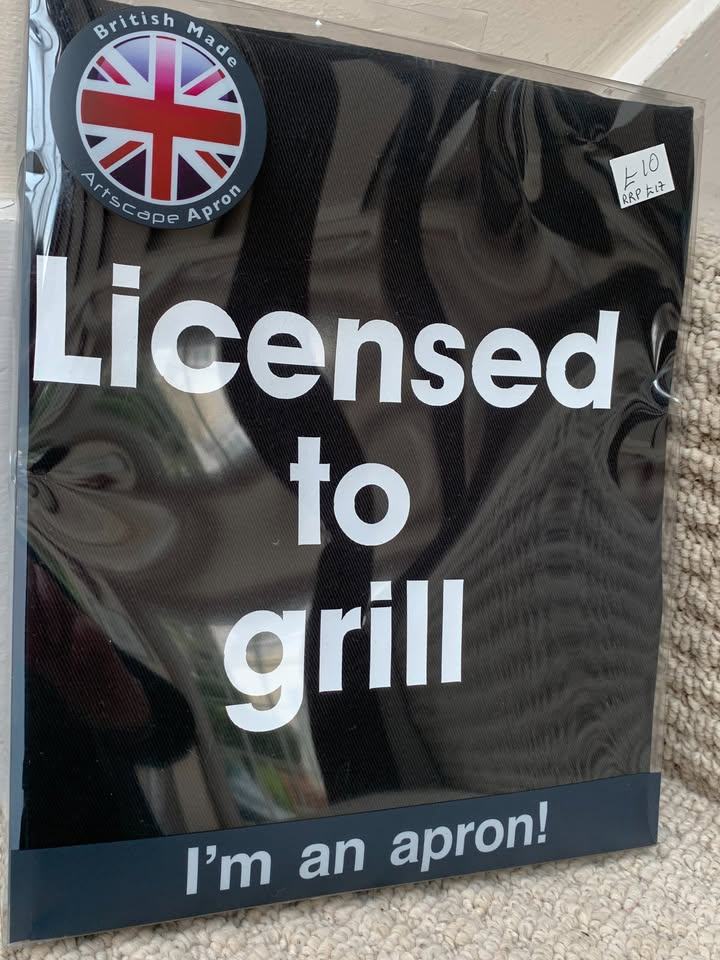 British Made
Artscape Apron
£10
RRP £17
Licensed
to
grill
I'm an apron!